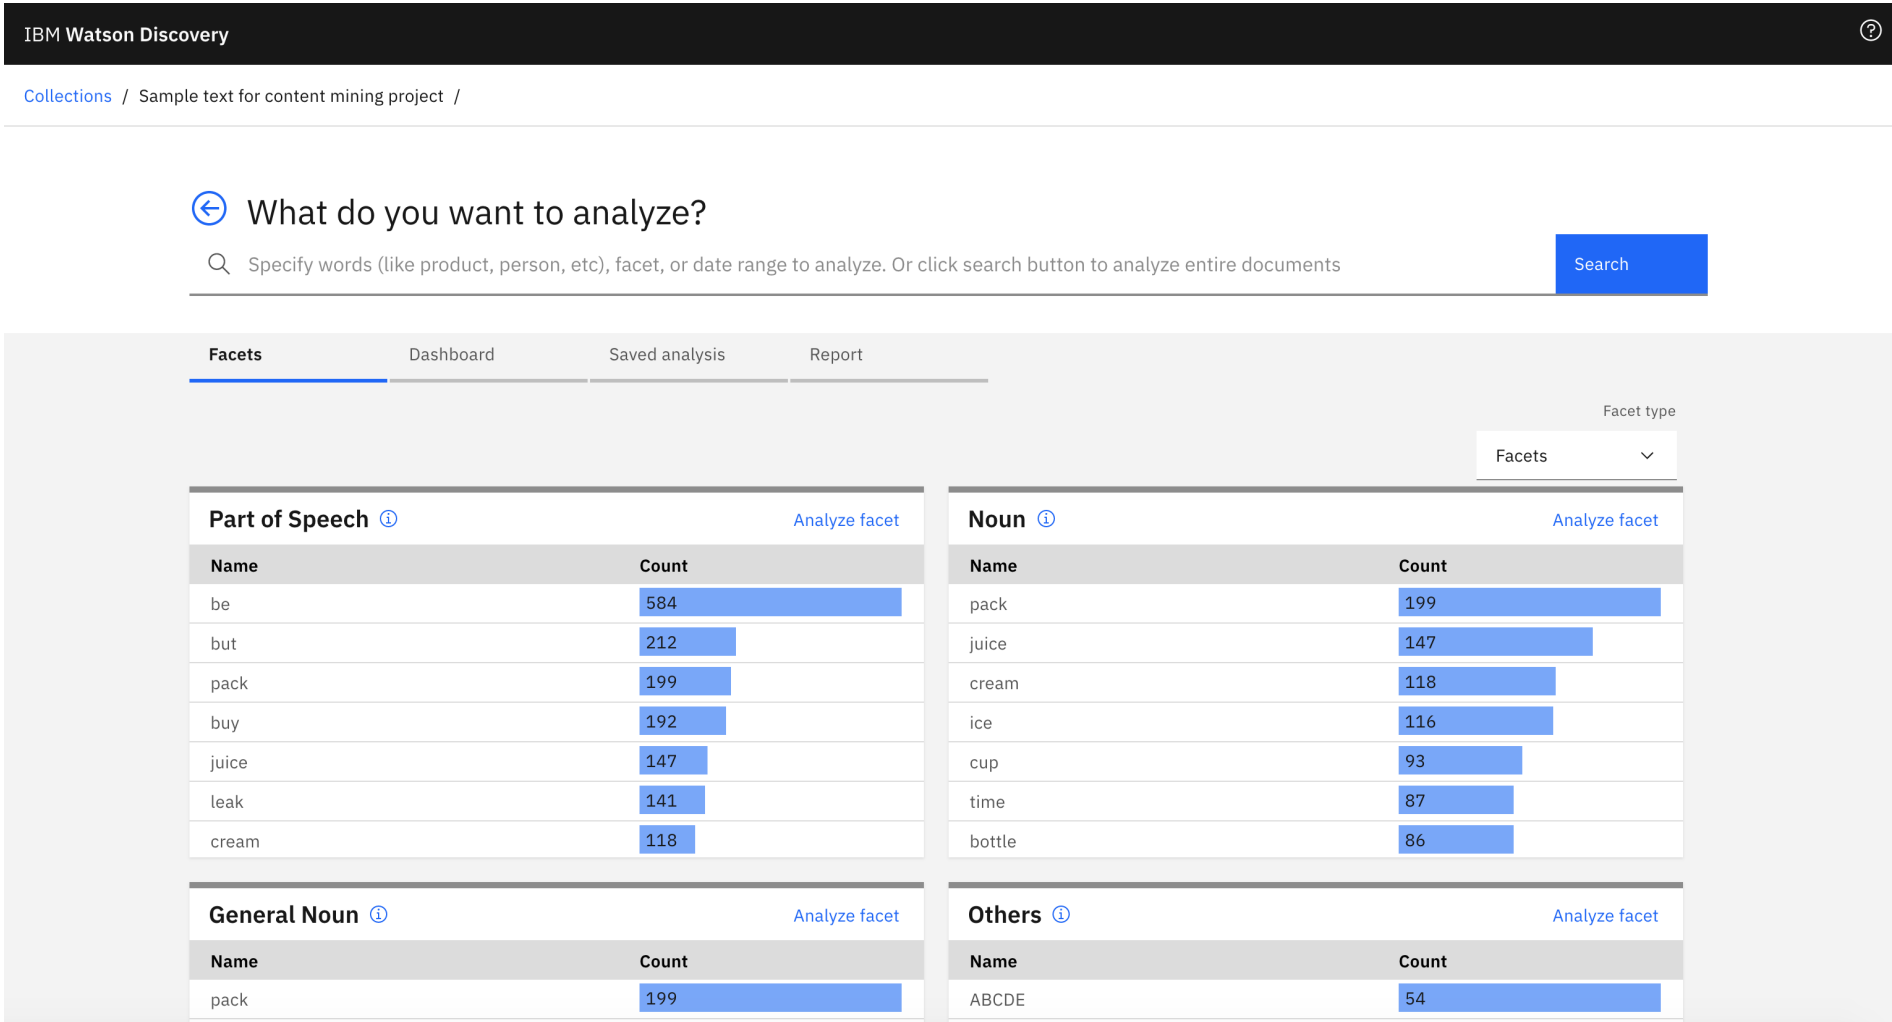 IBM Watson Discovery
Collections / Sample text for content mining project /
What do you want to analyze?
Specify words (like product, person, etc), facet, or date range to analyze. Or click search button to analyze entire documents
Search
Facets Dashboard Saved analysis Report
Facet type
Facets
Part of Speech Analyze facet
Name Count
be 584
but 212
pack 199
buy 192
juice 147
leak 141
cream 118
Noun Analyze facet
Name Count
pack 199
juice 147
cream 118
ice 116
cup 93
time 87
bottle 86
General Noun Analyze facet
Name Count
pack 199
Others Analyze facet
Name Count
ABCDE 54